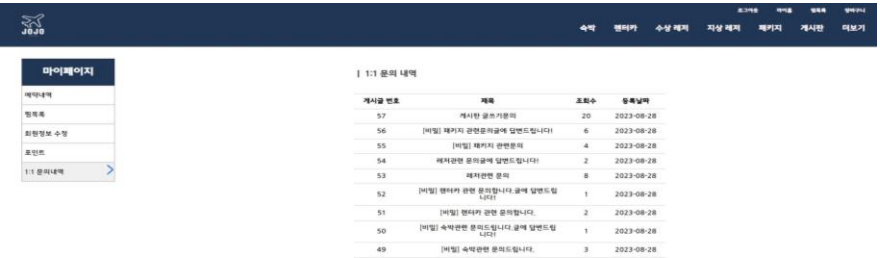 로그아웃 마이홈 찜목록 장바구니
JOJO
숙박 렌터카 수상 레저 지상 레저 패키지 게시판 더보기
마이페이지
예약내역
찜목록
회원정보 수정
포인트
1:1 문의내역
| 1:1 문의 내역
게시글 번호 제목 조회수 등록날짜
57 게시판 글쓰기문의 20 2023-08-28
56 [비밀] 패키지 관련문의글에 답변드립니다! 6 2023-08-28
55 [비밀] 패키지 관련문의 4 2023-08-28
54 레저관련 문의글에 답변드립니다! 2 2023-08-28
53 레저관련 문의 8 2023-08-28
52 [비밀] 렌터카 관련 문의합니다.글에 답변드립
니다! 1 2023-08-28
51 [비밀] 렌터카 관련 문의합니다. 2 2023-08-28
50 [비밀] 숙박관련 문의드립니다.글에 답변드립
니다! 1 2023-08-28
49 [비밀] 숙박관련 문의드립니다. 3 2023-08-28